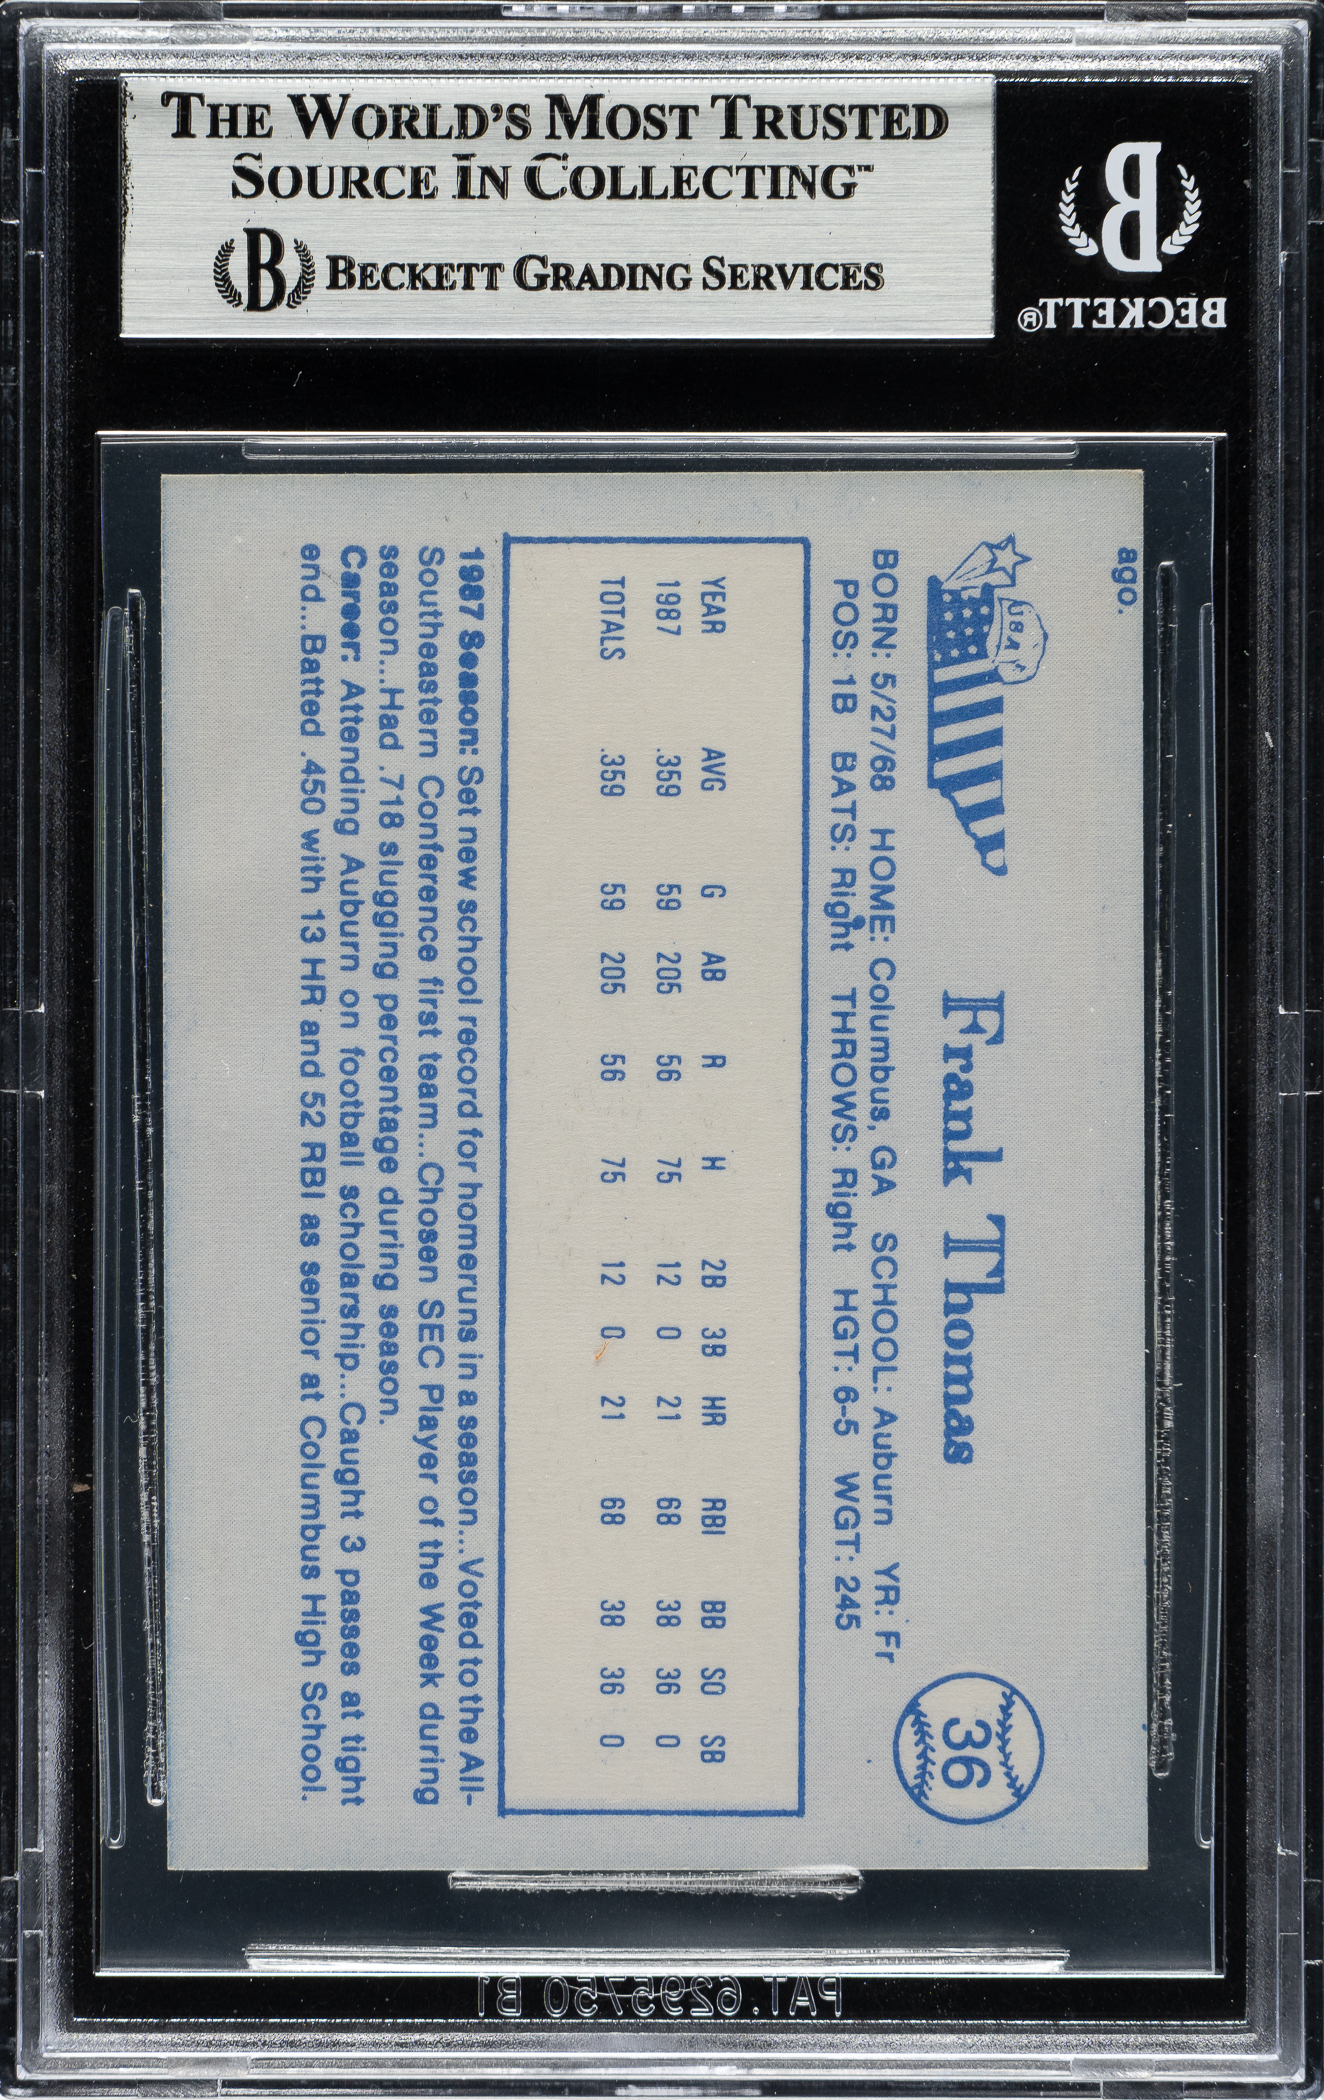 THE WORLD'S MOST TRUSTED
SOURCE IN COLLECTING™
B BECKETT GRADING SERVICES
B
BECKETT®
ago.
USA
Frank Thomas
36
BORN: 5/27/68 HOME: Columbus, GA SCHOOL: Auburn YR: Fr
POS: 1B BATS: Right THROWS: Right HGT: 6-5 WGT: 245
YEAR AVG G AB R H 2B 3B HR RBI BB SO SB
1987 .359 59 205 56 75 12 0 21 68 38 36 0
TOTALS .359 59 205 56 75 12 0 21 68 38 36 0
1987 Season: Set new school record for homeruns in a season...Voted to the All-
Southeastern Conference first team...Chosen SEC Player of the Week during
season...Had .718 slugging percentage during season.
Career: Attending Auburn on football scholarship...Caught 3 passes at tight
end...Batted .450 with 13 HR and 52 RBI as senior at Columbus High School.
PAT. 6295750 B1